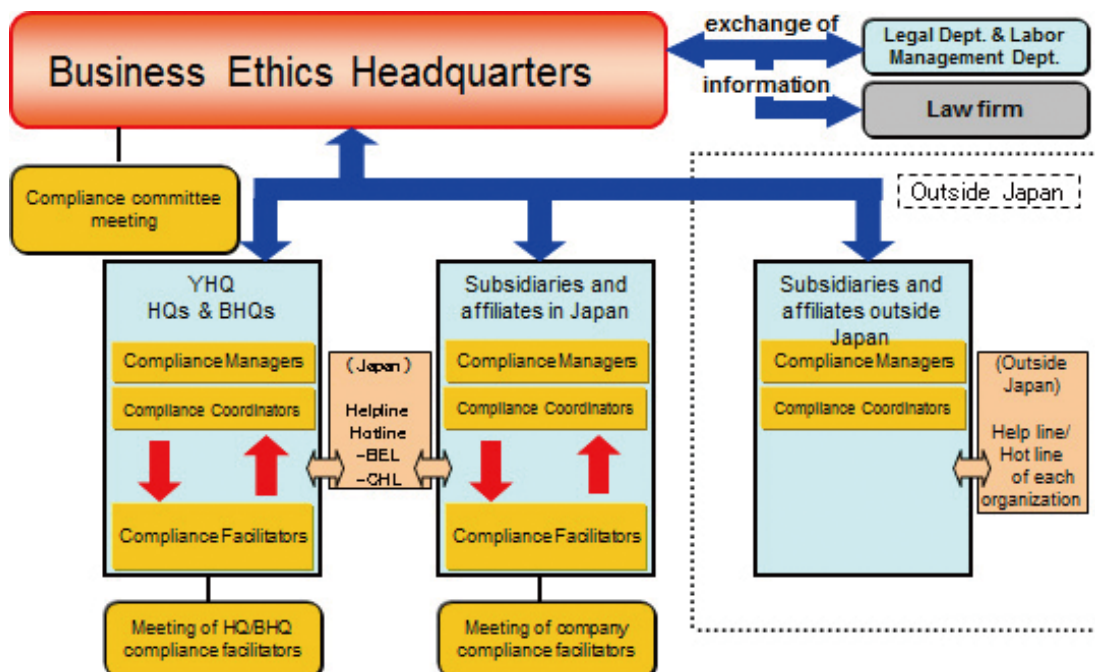 Business Ethics Headquarters
exchange of
information
Legal Dept. & Labor
Management Dept.
Law firm
Compliance committee
meeting
Outside Japan
YHQ
HQs & BHQs
Compliance Managers
Compliance Coordinators
Compliance Facilitators
Meeting of HQ/BHQ
compliance facilitators
(Japan)
Helpline
Hotline
-BEL
-CHL
Subsidiaries and
affiliates in Japan
Compliance Managers
Compliance Coordinators
Compliance Facilitators
Meeting of company
compliance facilitators
Subsidiaries and
affiliates outside
Japan
Compliance Managers
Compliance Coordinators
(Outside
Japan)
Help line/
Hot line
of each
organization